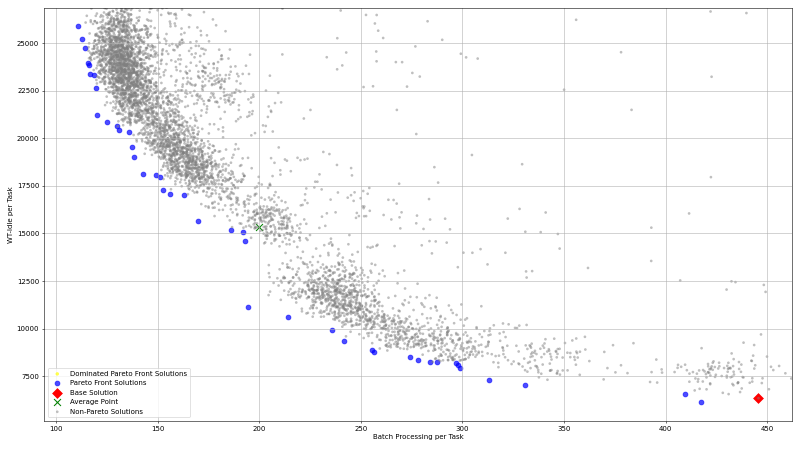 25000
22500
20000
17500
15000
12500
10000
7500
WT-Idle per Task
Dominated Pareto Front Solutions
Pareto Front Solutions
Base Solution
Average Point
Non-Pareto Solutions
100 150 200 250 300 350 400 450
Batch Processing per Task